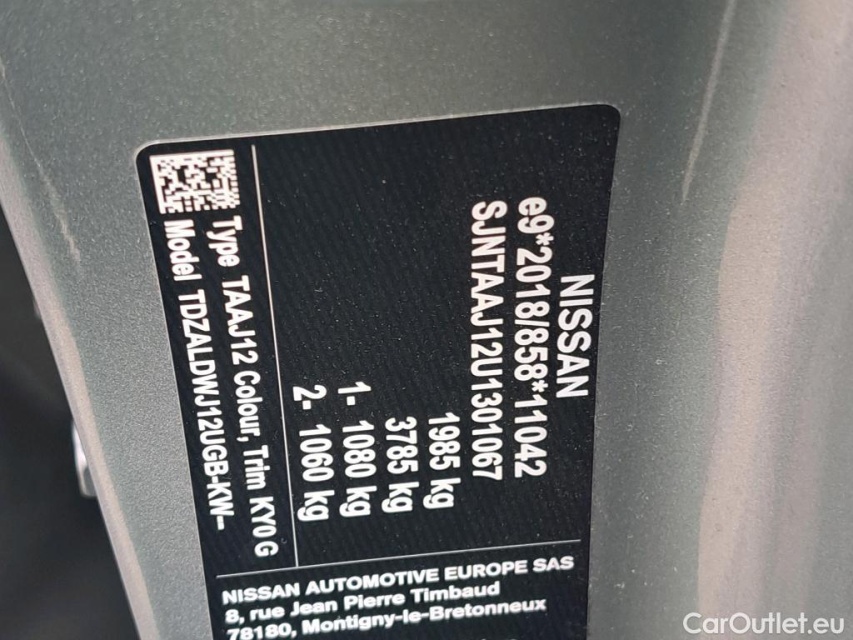 NISSAN
e9*2018/858*11042
SJNTAAJ12U1301067
1985 kg
3785 kg
1- 1080 kg
2- 1060 kg
Type TAAJ12 Colour, Trim KY0 G
Model TDZALDWJ12UGB-KW-
NISSAN AUTOMOTIVE EUROPE SAS
8, rue Jean Pierre Timbaud
78180, Montigny-le-Bretonneux
CarOutlet.eu